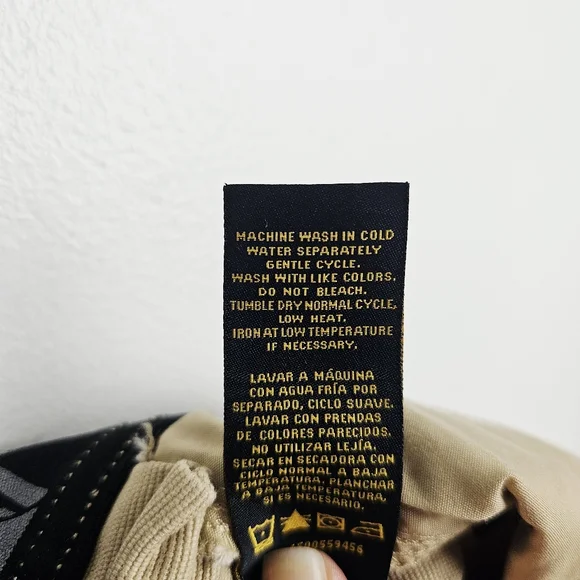 MACHINE WASH IN COLD
WATER SEPARATELY
GENTLE CYCLE.
WASH WITH LIKE COLORS.
DO NOT BLEACH.
TUMBLE DRY NORMAL CYCLE,
LOW HEAT.
IRON AT LOW TEMPERATURE
IF NECESSARY.
LAVAR A MÁQUINA
CON AGUA FRÍA POR
SEPARADO, CICLO SUAVE.
LAVAR CON PRENDAS
DE COLORES PARECIDOS.
NO UTILIZAR LEJÍA.
SECAR EN SECADORA CON
CICLO NORMAL A BAJA
TEMPERATURA, PLANCHAR
A BAJA TEMPERATURA,
SI ES NECESARIO.